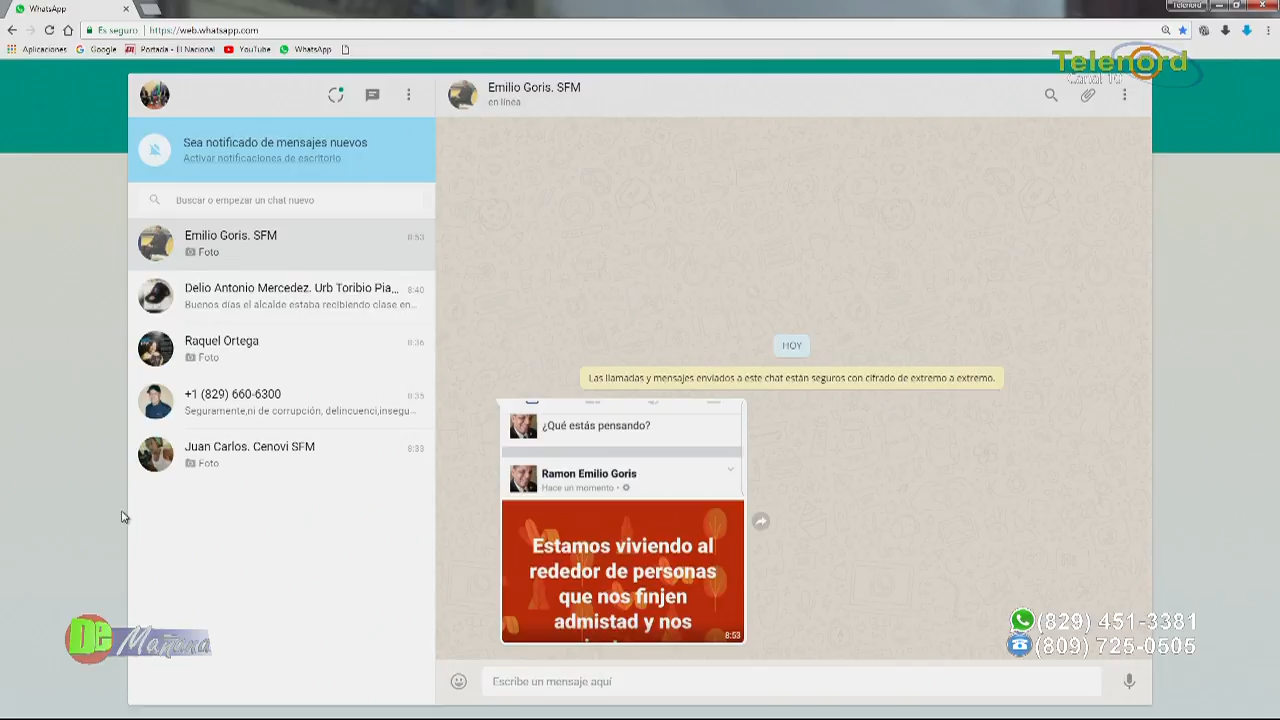 WhatsApp
Telenord
Es seguro
https://web.whatsapp.com
Aplicaciones
Google
Portada - El Nacional
YouTube
WhatsApp
Telenord
Canal 10
Emilio Goris. SFM
en línea
Sea notificado de mensajes nuevos
Activar notificaciones de escritorio
Buscar o empezar un chat nuevo
Emilio Goris. SFM
8:53
Foto
Delio Antonio Mercedez. Urb Toribio Pia...
8:40
Buenos días el alcalde estaba recibiendo clase en...
Raquel Ortega
8:36
Foto
+1 (829) 660-6300
8:35
Seguramente,ni de corrupción, delincuenci,insegu...
Juan Carlos. Cenovi SFM
8:33
Foto
HOY
Las llamadas y mensajes enviados a este chat están seguros con cifrado de extremo a extremo.
¿Qué estás pensando?
Ramon Emilio Goris
Hace un momento •
Estamos viviendo al
rededor de personas
que nos finjen
admistad y nos
8:53
De Mañana
(829) 451-3381
(809) 725-0505
Escribe un mensaje aquí